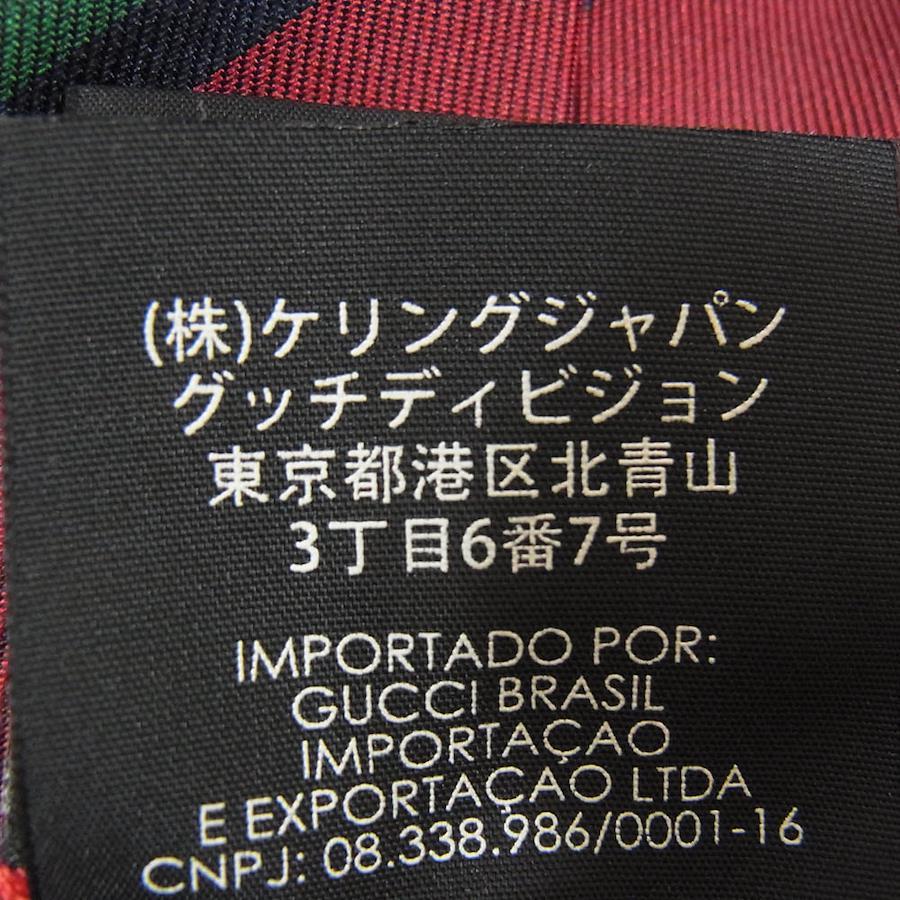 (株)ケリングジャパン
グッチディビジョン
東京都港区北青山
3丁目6番7号
IMPORTADO POR:
GUCCI BRASIL
IMPORTAÇAO
E EXPORTAÇAO LTDA
CNPJ: 08.338.986/0001-16